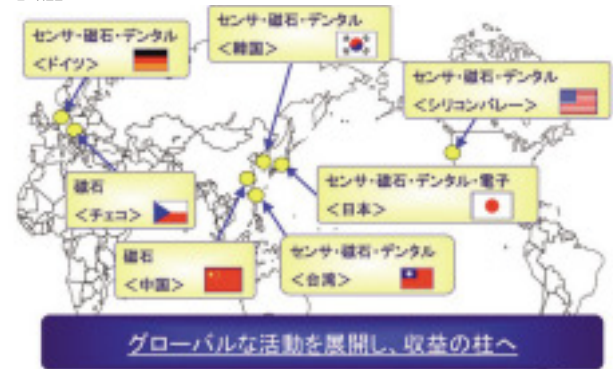 センサ・磁石・デンタル
<ドイツ>
センサ・磁石・デンタル
<韓国>
センサ・磁石・デンタル
<シリコンバレー>
磁石
<チェコ>
センサ・磁石・デンタル・電子
<日本>
磁石
<中国>
センサ・磁石・デンタル
<台湾>
グローバルな活動を展開し、収益の柱へ